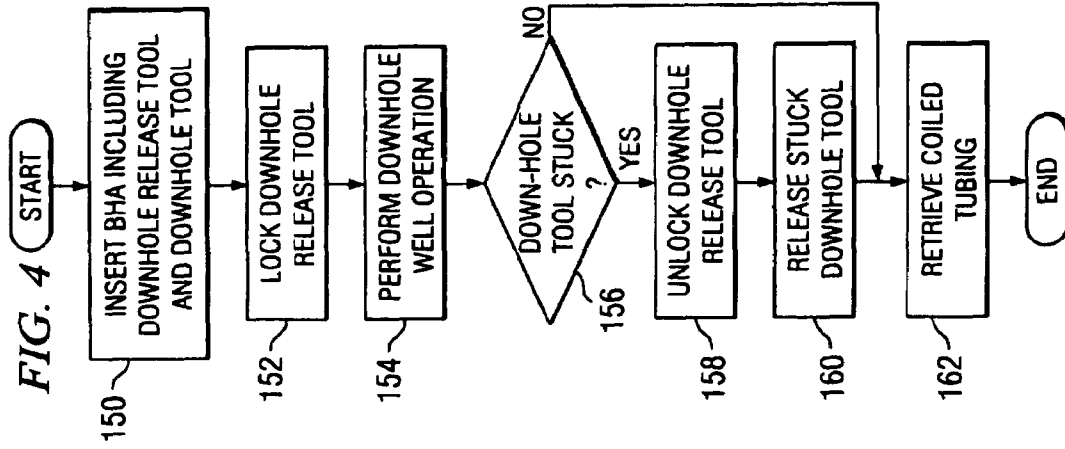 FIG. 4
START
INSERT BHA INCLUDING
DOWNHOLE RELEASE TOOL
AND DOWNHOLE TOOL
150
LOCK DOWNHOLE
RELEASE TOOL
152
PERFORM DOWNHOLE
WELL OPERATION
154
DOWN-HOLE
TOOL STUCK
?
NO
YES
156
UNLOCK DOWNHOLE
RELEASE TOOL
158
RELEASE STUCK
DOWNHOLE TOOL
160
RETRIEVE COILED
TUBING
162
END